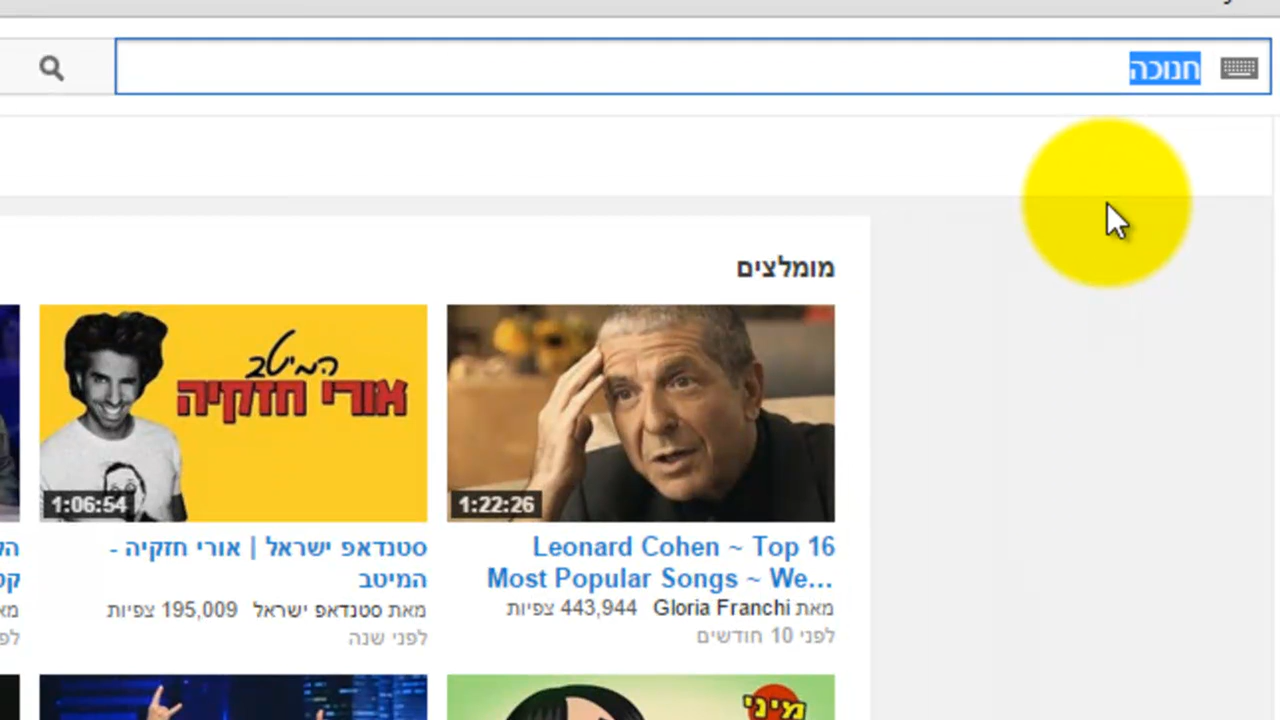 חנוכה
מומלצים
המיטב
אורי חזקיה
1:22:26
1:06:54
Leonard Cohen ~ Top 16
Most Popular Songs ~ We...
מאת Gloria Franchi 443,944 צפיות
לפני 10 חודשים
סטנדאפ ישראל | אורי חזקיה -
המיטב
מאת סטנדאפ ישראל 195,009 צפיות
לפני שנה
מיני